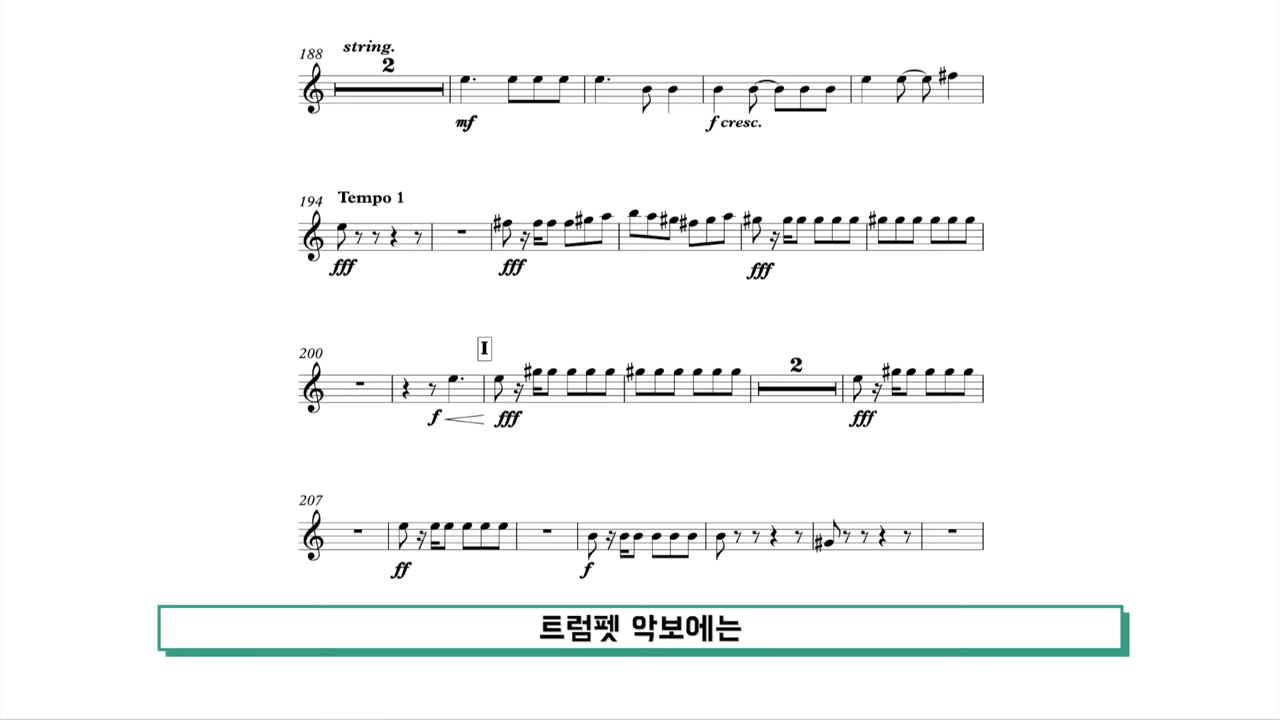 188 string.
2
mf f cresc.
194 Tempo 1
fff fff fff
200 I
2
f fff fff
207
ff f
트럼펫 악보에는